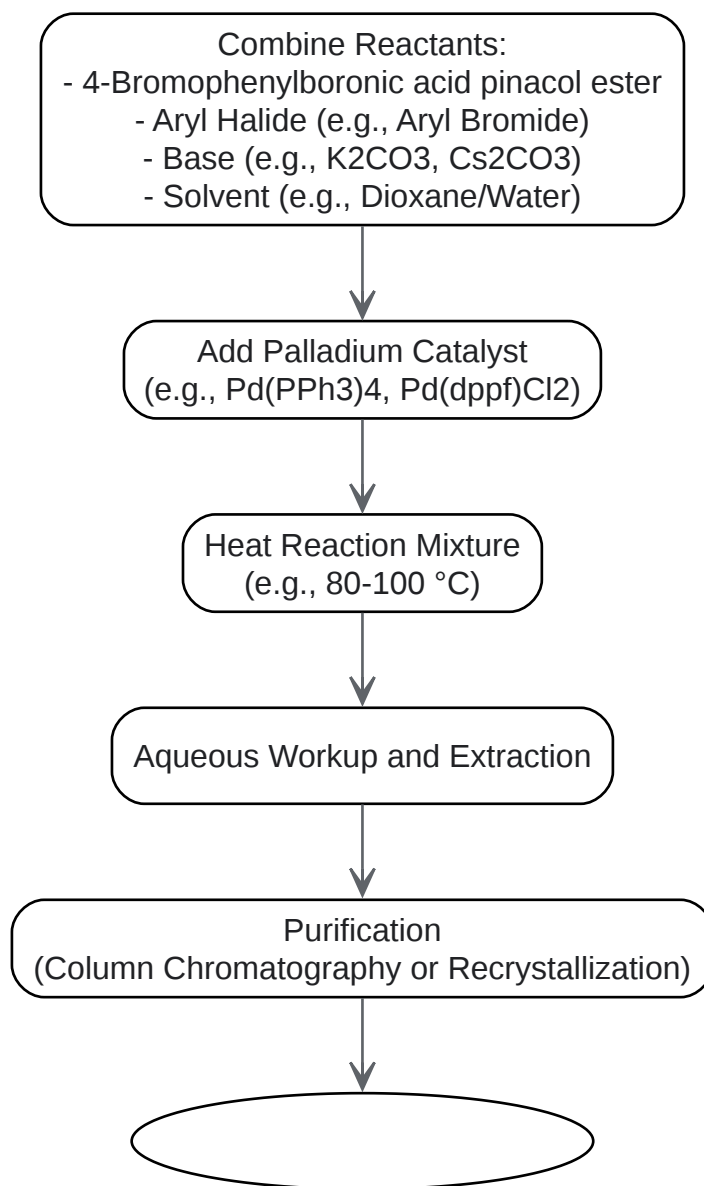 Combine Reactants:
- 4-Bromophenylboronic acid pinacol ester
- Aryl Halide (e.g., Aryl Bromide)
- Base (e.g., K2CO3, Cs2CO3)
- Solvent (e.g., Dioxane/Water)
Add Palladium Catalyst
(e.g., Pd(PPh3)4, Pd(dppf)Cl2)
Heat Reaction Mixture
(e.g., 80-100 °C)
Aqueous Workup and Extraction
Purification
(Column Chromatography or Recrystallization)